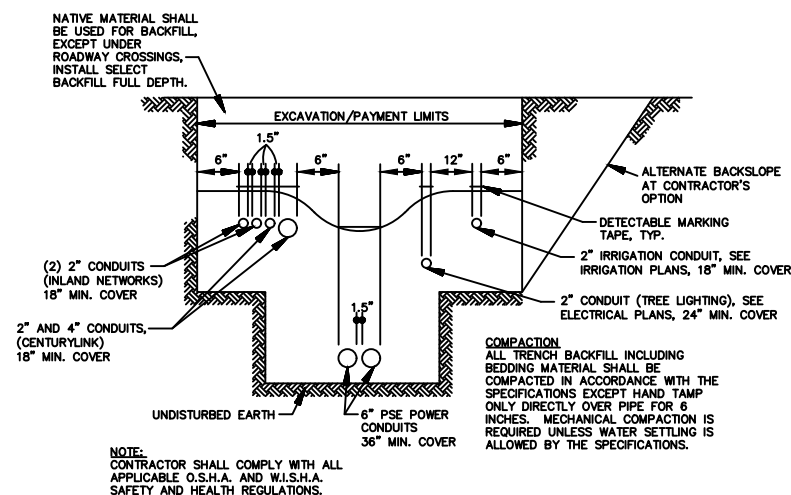 NATIVE MATERIAL SHALL
BE USED FOR BACKFILL,
EXCEPT UNDER
ROADWAY CROSSINGS,
INSTALL SELECT
BACKFILL FULL DEPTH.
EXCAVATION/PAYMENT LIMITS
1.5"
6"
6"
6"
12"
6"
ALTERNATE BACKSLOPE
AT CONTRACTOR'S
OPTION
DETECTABLE MARKING
TAPE, TYP.
2" IRRIGATION CONDUIT, SEE
IRRIGATION PLANS, 18" MIN. COVER
(2) 2" CONDUITS
(INLAND NETWORKS)
18" MIN. COVER
2" CONDUIT (TREE LIGHTING), SEE
ELECTRICAL PLANS, 24" MIN. COVER
1.5"
2" AND 4" CONDUITS,
(CENTURYLINK)
18" MIN. COVER
COMPACTION
ALL TRENCH BACKFILL INCLUDING
BEDDING MATERIAL SHALL BE
COMPACTED IN ACCORDANCE WITH THE
SPECIFICATIONS EXCEPT HAND TAMP
ONLY DIRECTLY OVER PIPE FOR 6
INCHES. MECHANICAL COMPACTION IS
REQUIRED UNLESS WATER SETTLING IS
ALLOWED BY THE SPECIFICATIONS.
UNDISTURBED EARTH
6" PSE POWER
CONDUITS
36" MIN. COVER
NOTE:
CONTRACTOR SHALL COMPLY WITH ALL
APPLICABLE O.S.H.A. AND W.I.S.H.A.
SAFETY AND HEALTH REGULATIONS.